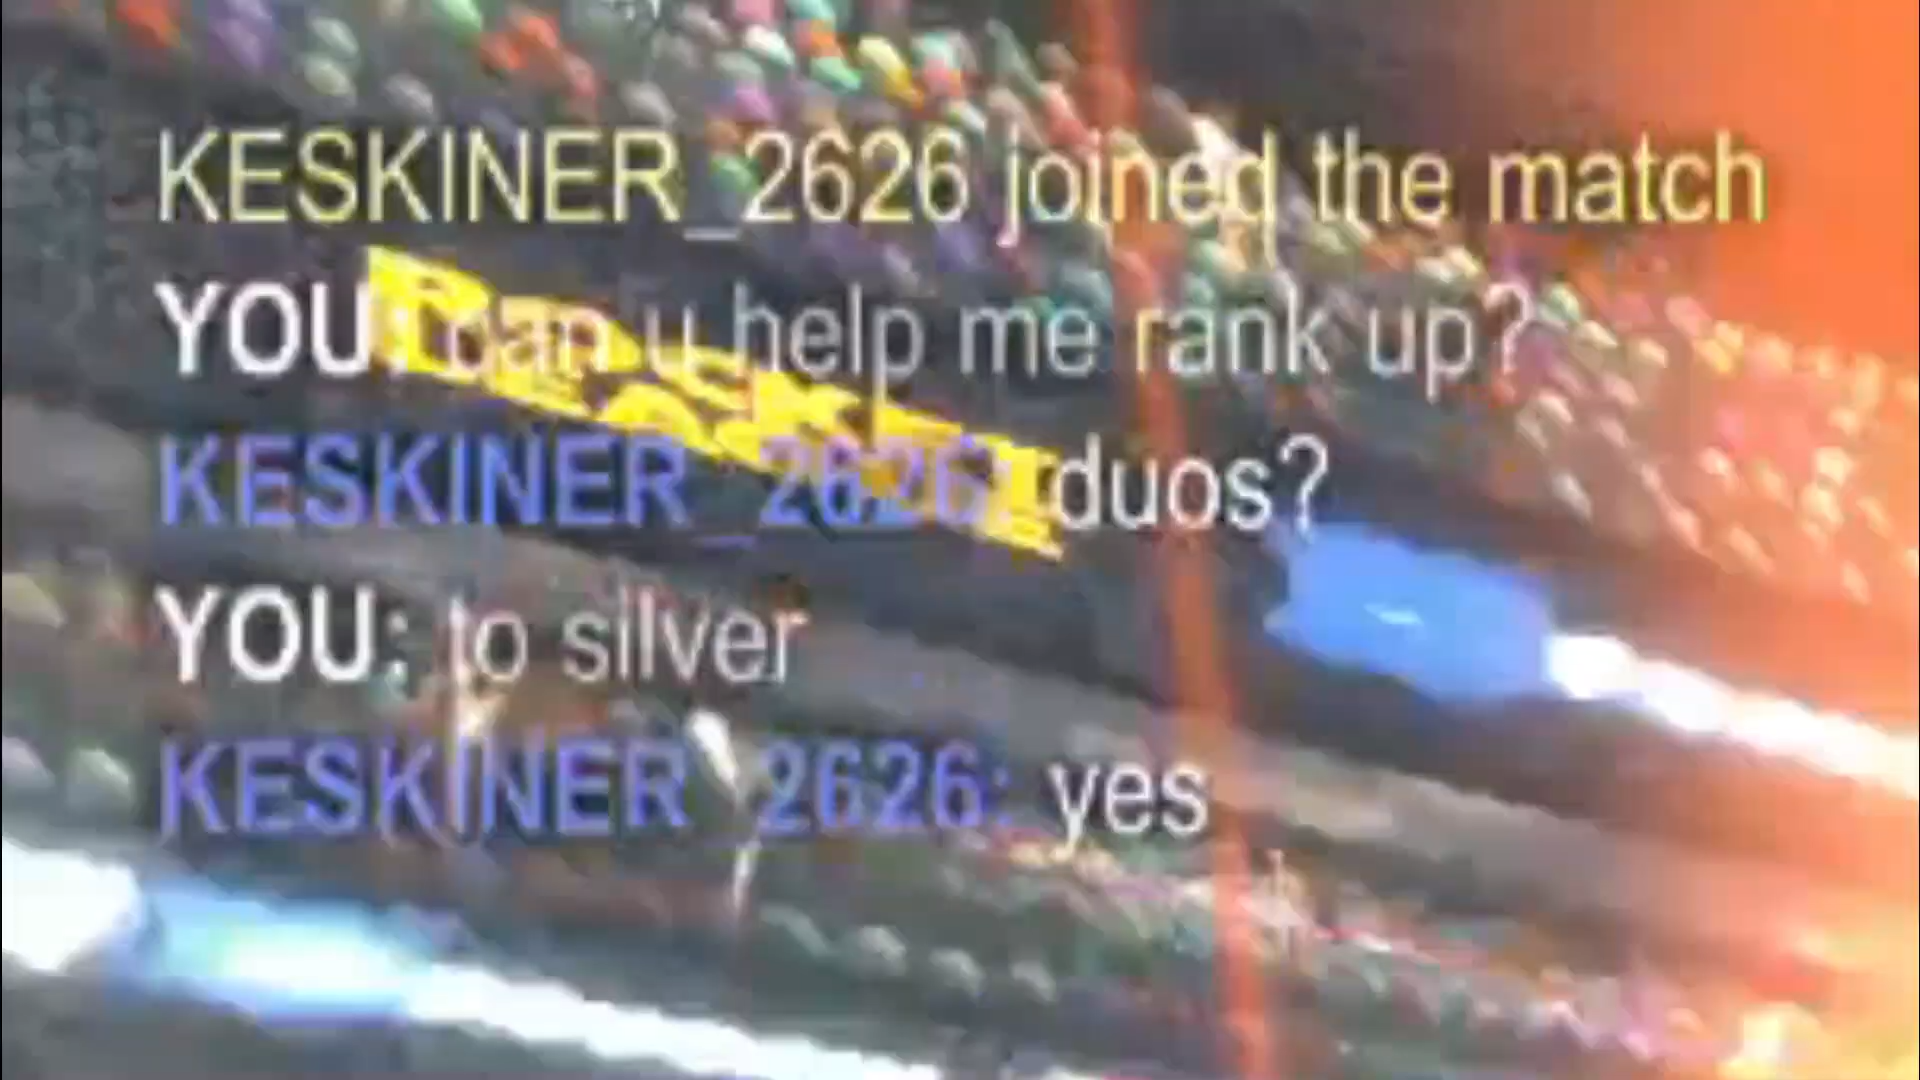 KESKINER_2626 joined the match
YOU: can u help me rank up?
KESKINER_2626: duos?
YOU: to silver
KESKINER_2626: yes